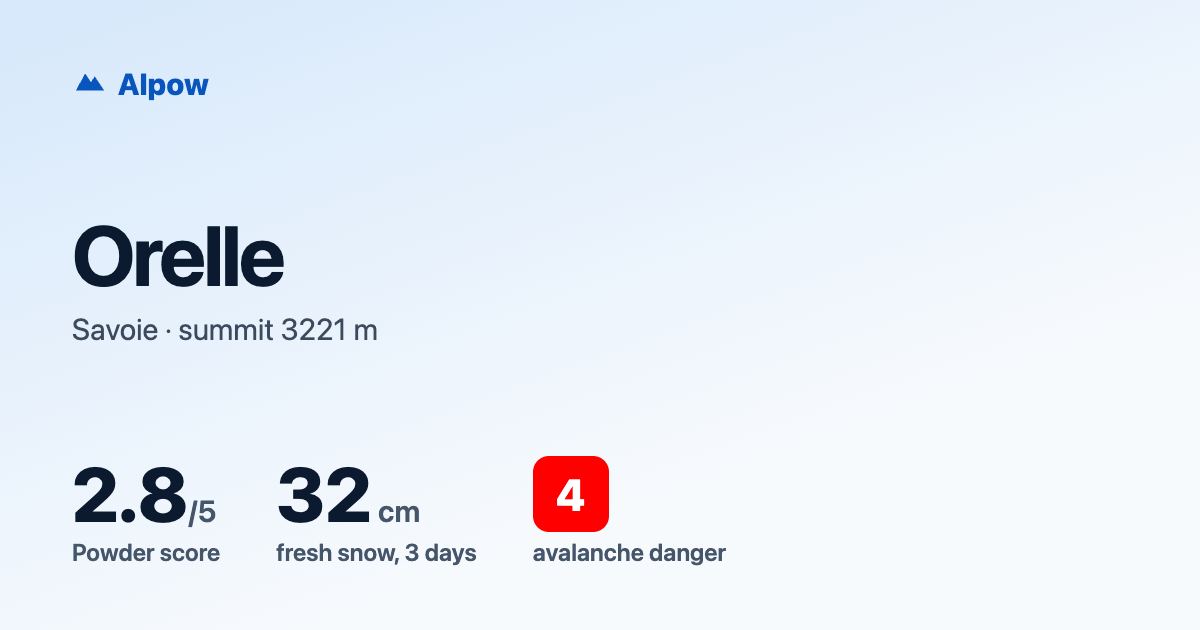 Alpow
Orelle
Savoie · summit 3221 m
2.8/5
Powder score
32 cm
fresh snow, 3 days
4
avalanche danger